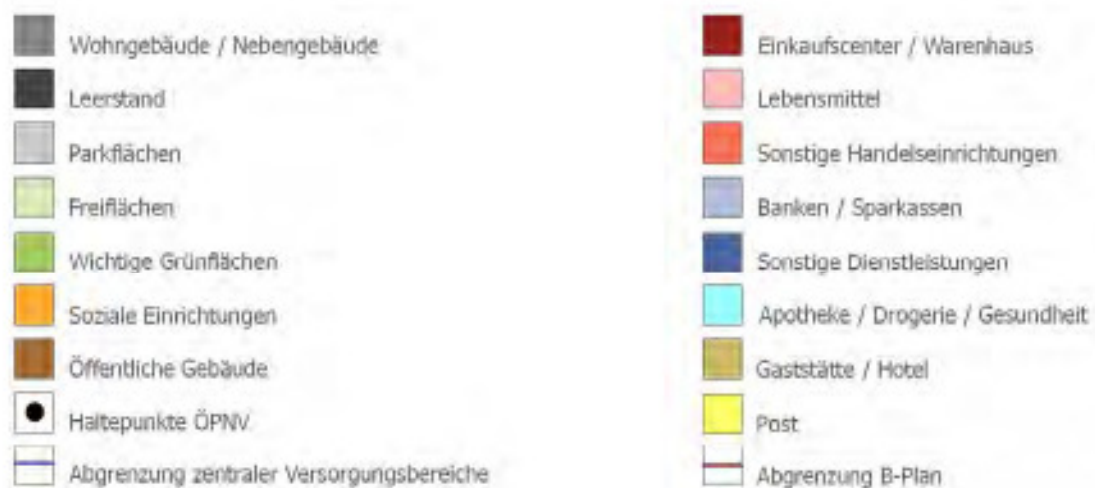 Wohngebäude / Nebengebäude
Leerstand
Parkflächen
Freiflächen
Wichtige Grünflächen
Soziale Einrichtungen
Öffentliche Gebäude
Haltepunkte ÖPNV
Abgrenzung zentraler Versorgungsbereiche
Einkaufscenter / Warenhaus
Lebensmittel
Sonstige Handelseinrichtungen
Banken / Sparkassen
Sonstige Dienstleistungen
Apotheke / Drogerie / Gesundheit
Gaststätte / Hotel
Post
Abgrenzung B-Plan